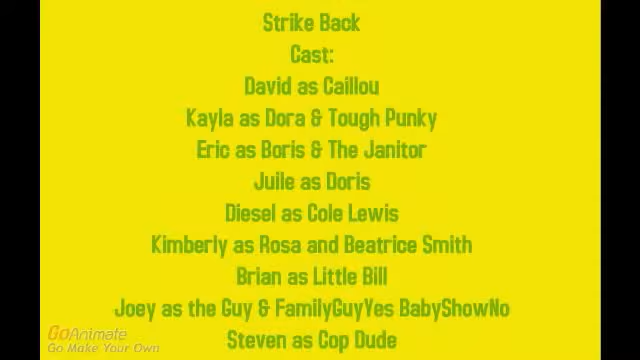 Strike Back
Cast:
David as Caillou
Kayla as Dora & Tough Punky
Eric as Boris & The Janitor
Juile as Doris
Diesel as Cole Lewis
Kimberly as Rosa and Beatrice Smith
Brian as Little Bill
Joey as the Guy & FamilyGuyYes BabyShowNo
Steven as Cop Dude
GoAnimate
Go Make Your Own